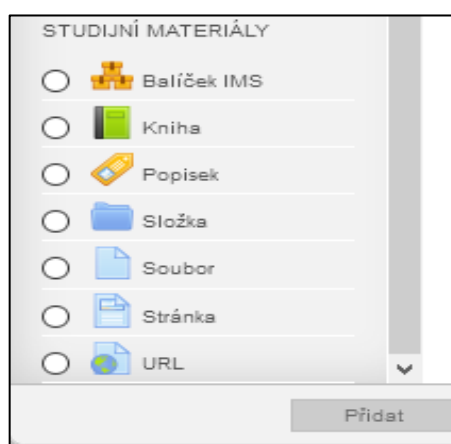 STUDIJNÍ MATERIÁLY
Balíček IMS
Kniha
Popisek
Složka
Soubor
Stránka
URL
Přidat